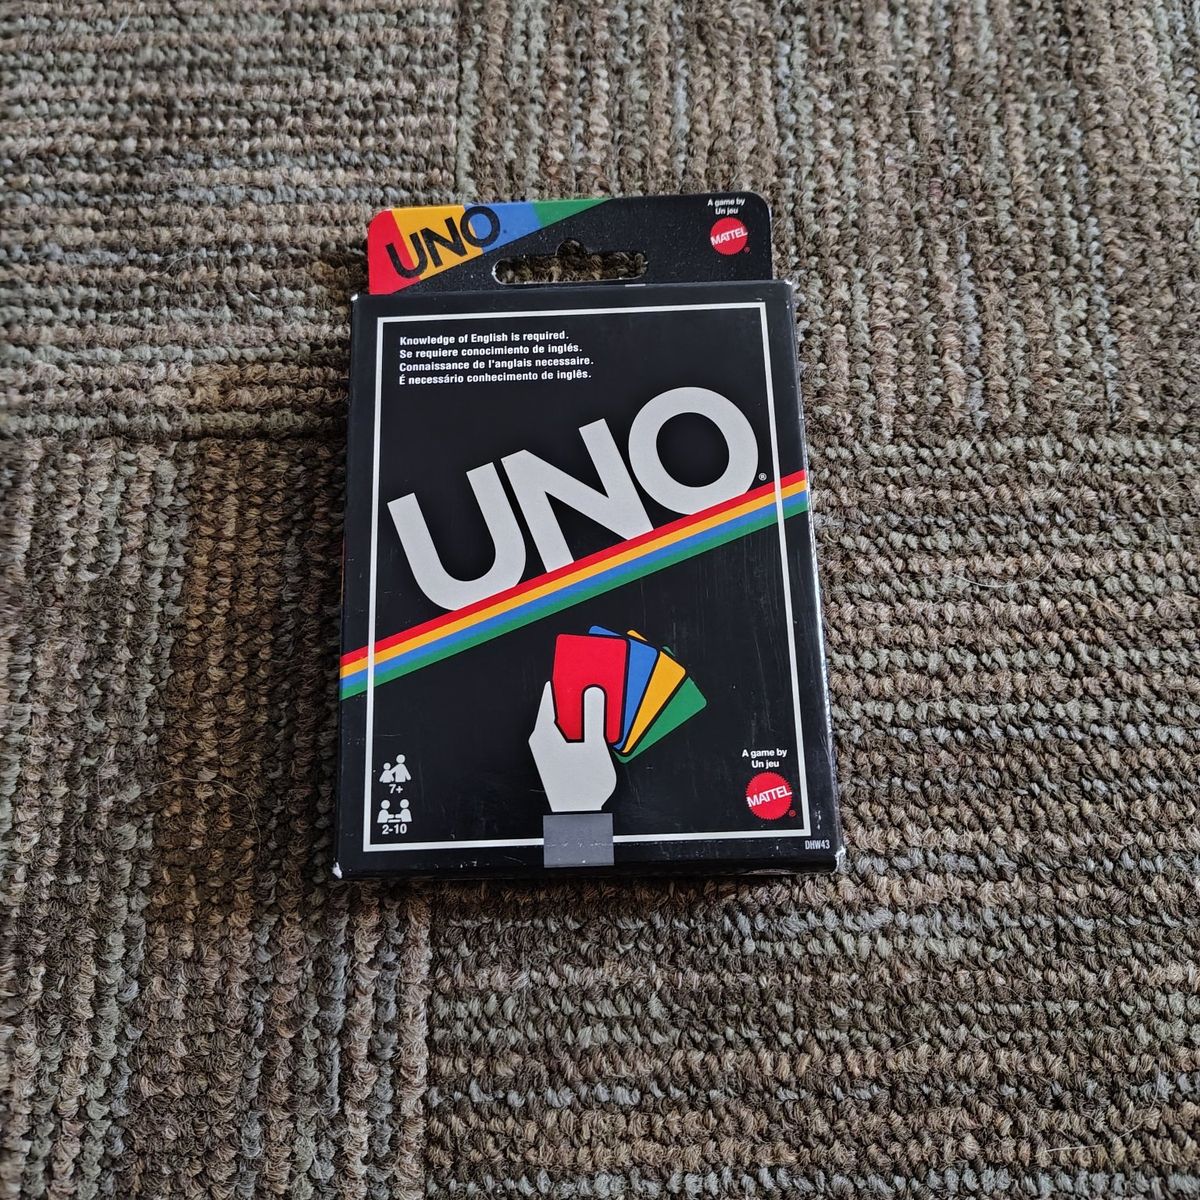 UNO
A game by
Un jeu
MATTEL
®
Knowledge of English is required.
Se requiere conocimiento de inglés.
Connaissance de l'anglais necessaire.
É necessário conhecimento de inglês.
UNO®
7+
2-10
A game by
Un jeu
MATTEL
®
DHW43